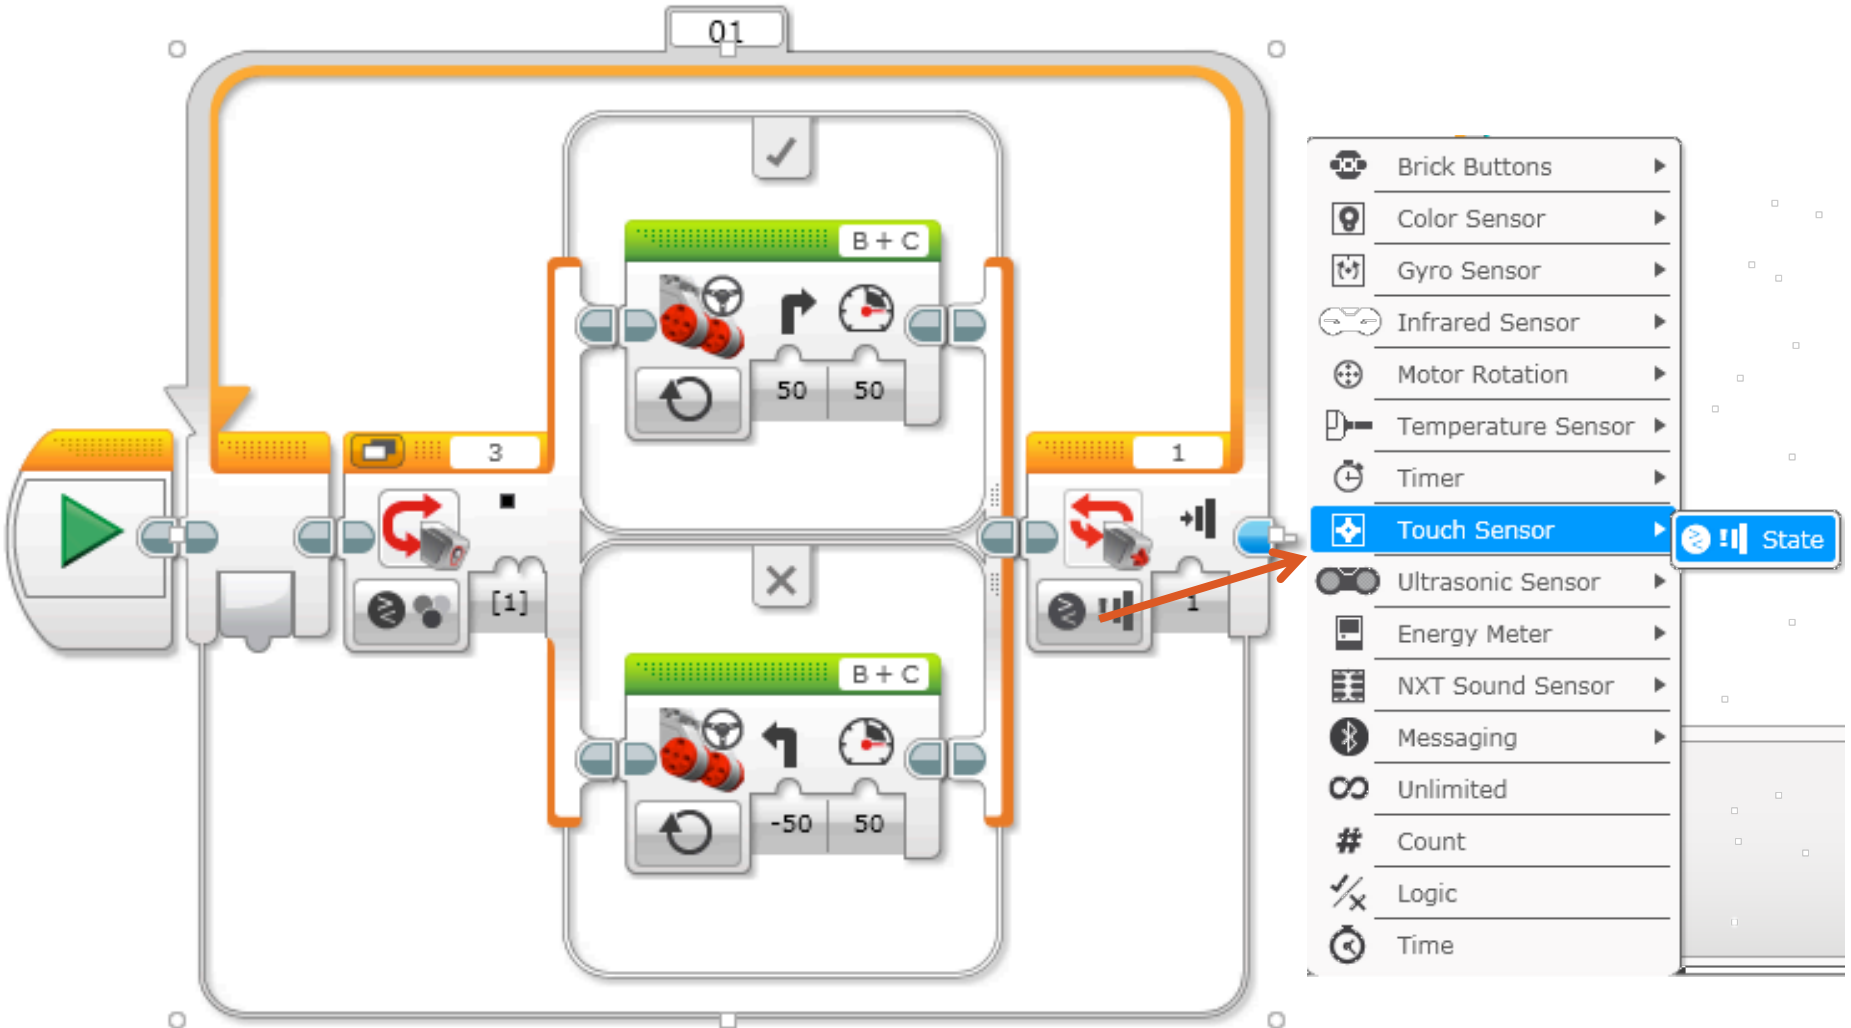 01
B + C
50 50
3
[1]
1
1
B + C
-50 50
Brick Buttons
Color Sensor
Gyro Sensor
Infrared Sensor
Motor Rotation
Temperature Sensor
Timer
Touch Sensor
State
Ultrasonic Sensor
Energy Meter
NXT Sound Sensor
Messaging
Unlimited
Count
Logic
Time